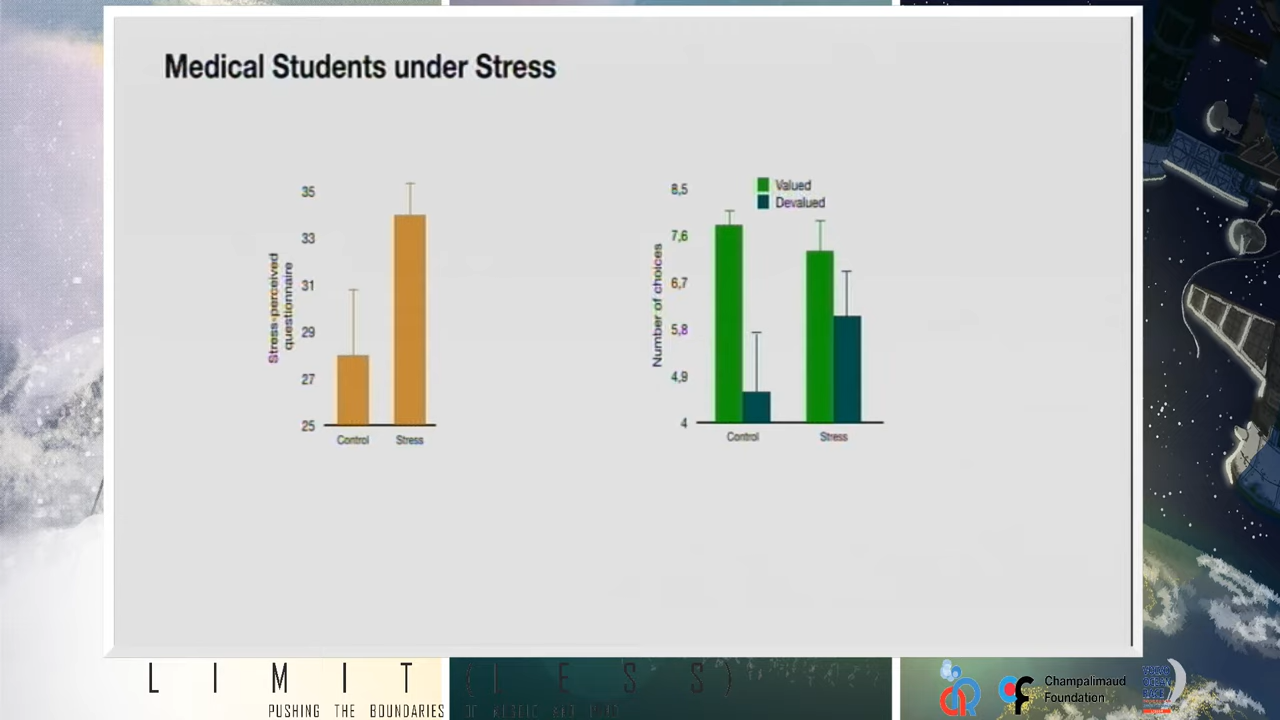 Medical Students under Stress
35
33
31
29
27
25
Stress-perceived
questionnaire
Control
Stress
8,5
7,6
6,7
5,8
4,9
4
Number of choices
Valued
Devalued
Control
Stress
LIMIT(LESS)
PUSHING THE BOUNDARIES
Champalimaud
Foundation